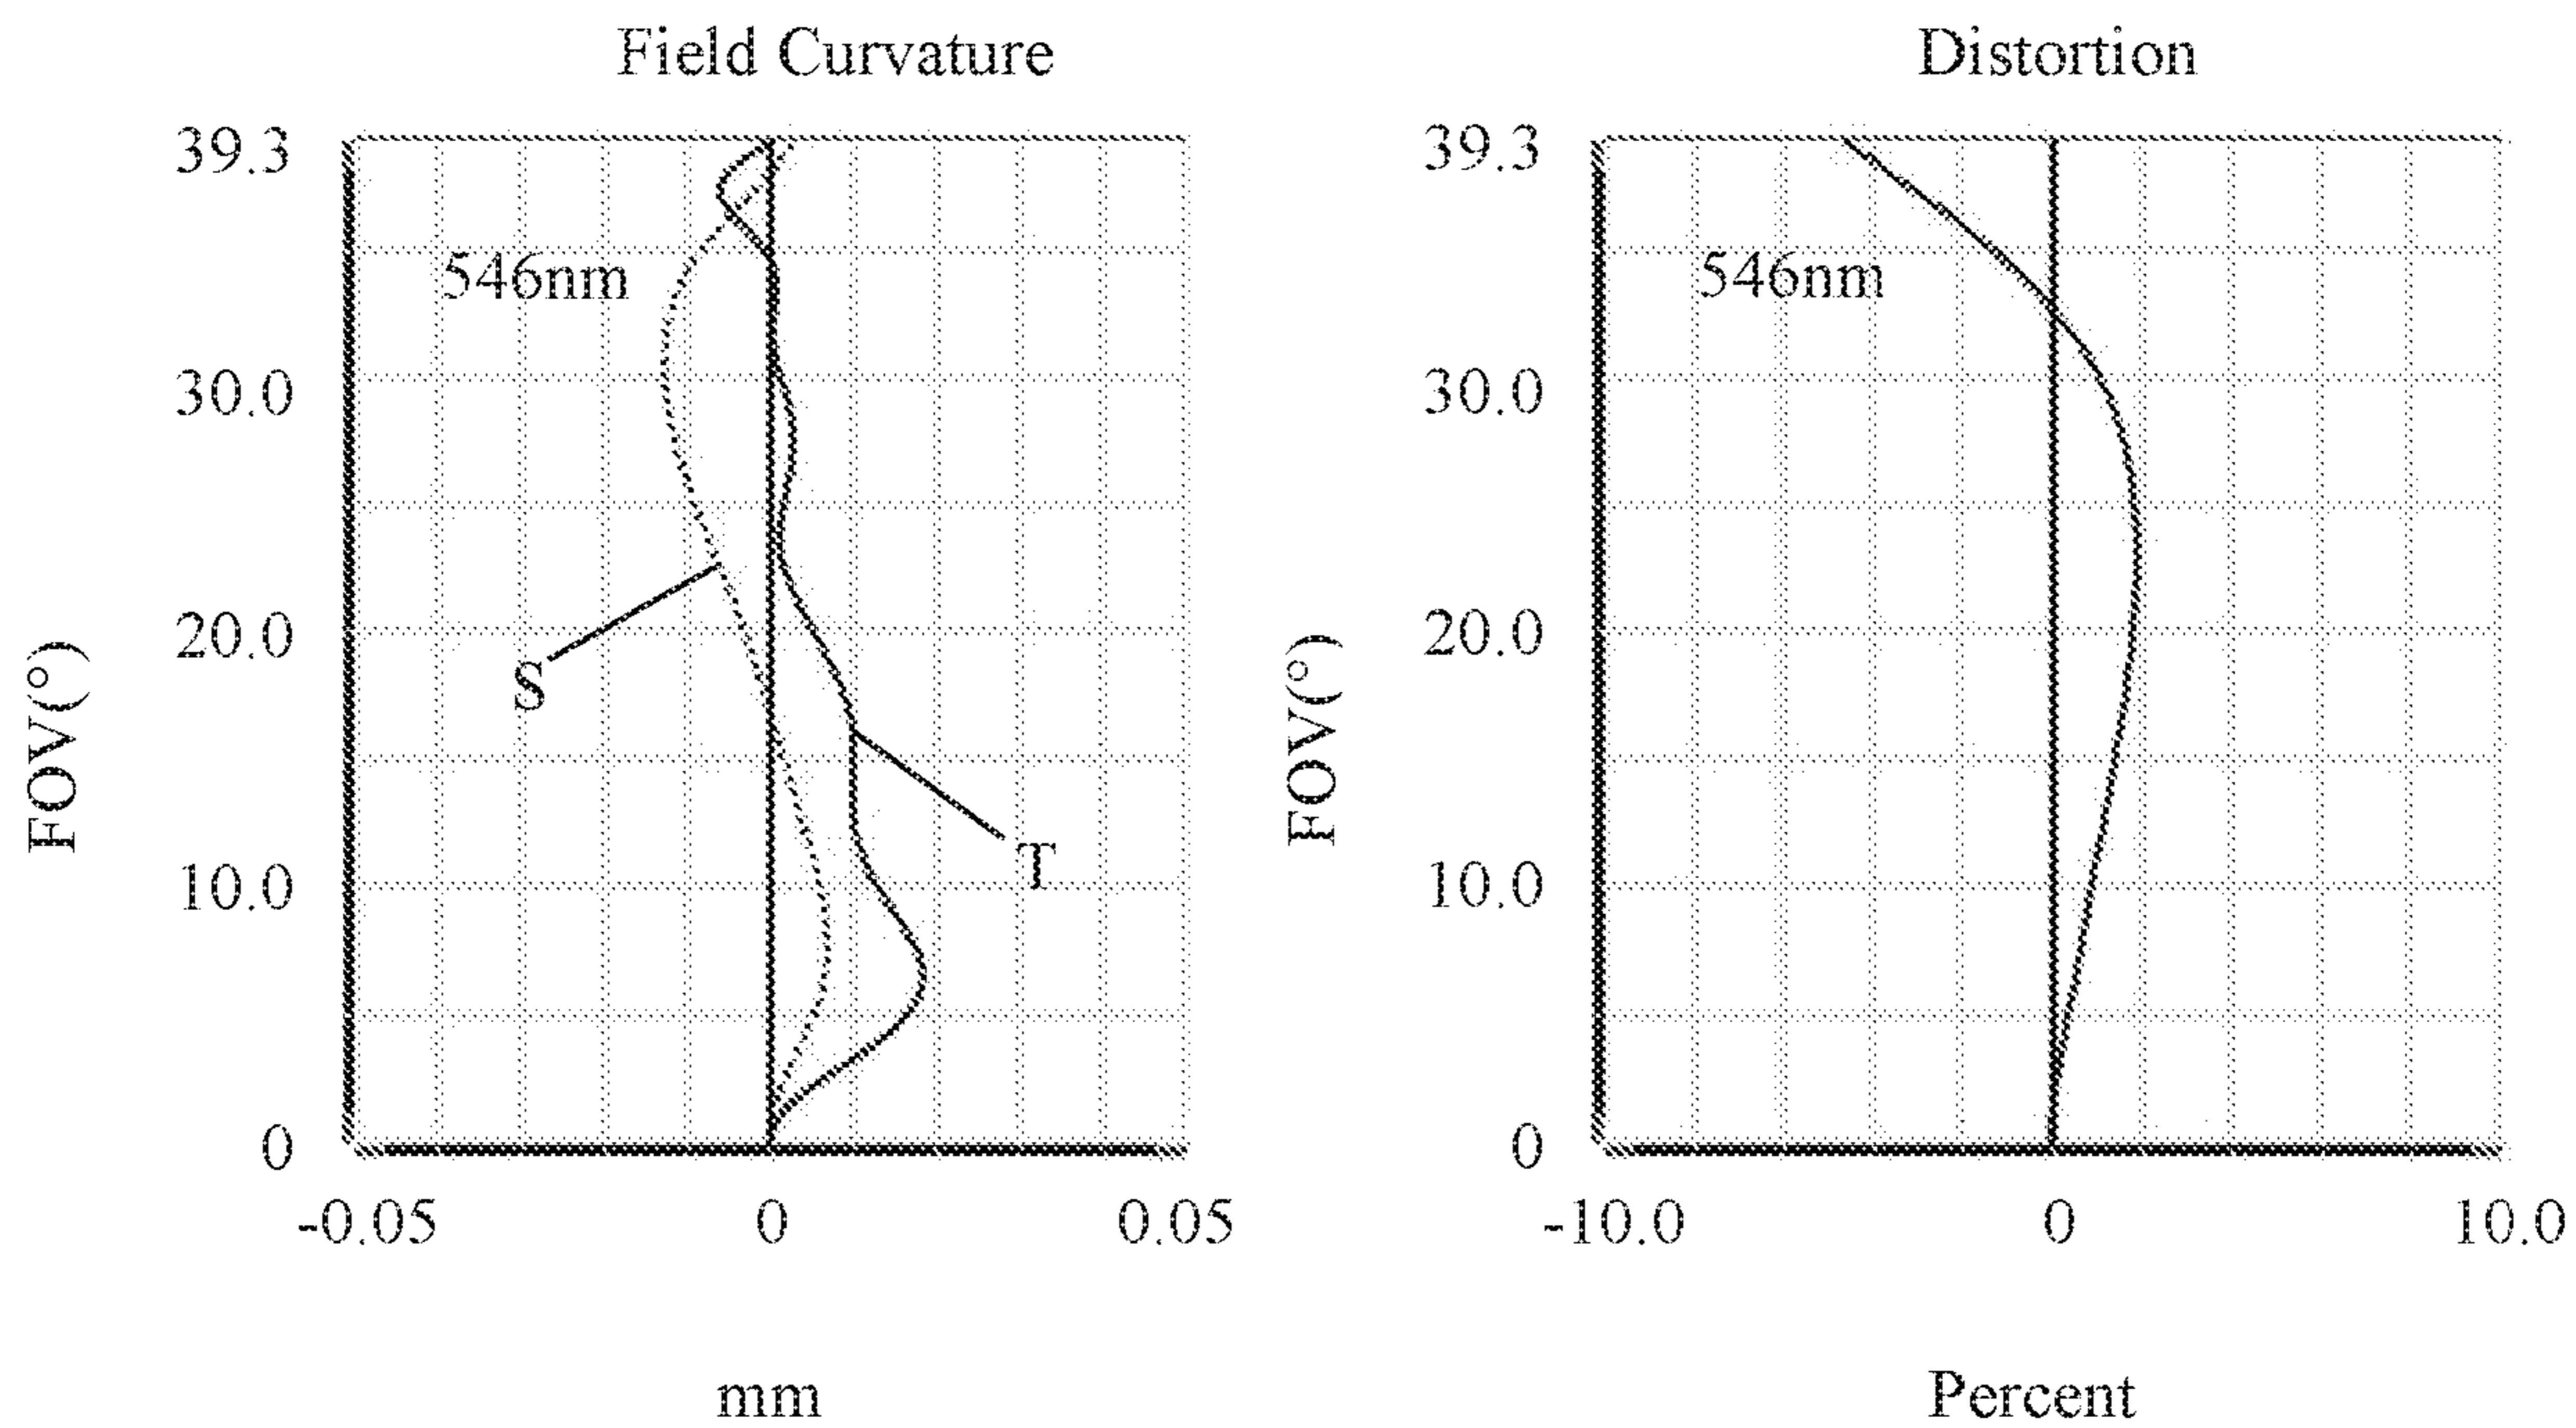 Field Curvature
39.3
546nm
30.0
20.0
S
T
10.0
0
FOV(°)
-0.05 0 0.05
mm
Distortion
39.3
546nm
30.0
20.0
10.0
0
FOV(°)
-10.0 0 10.0
Percent